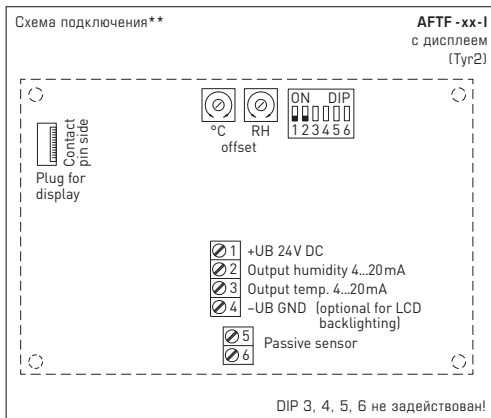 Схема подключения**
AFTF - xx - I
с дисплеем
(Tyr2)
Contact
pin side
Plug for
display
°C RH
offset
ON DIP
1 2 3 4 5 6
1 +UB 24V DC
2 Output humidity 4...20mA
3 Output temp. 4...20mA
4 –UB GND (optional for LCD
backlighting)
5 Passive sensor
6
DIP 3, 4, 5, 6 не задействован!